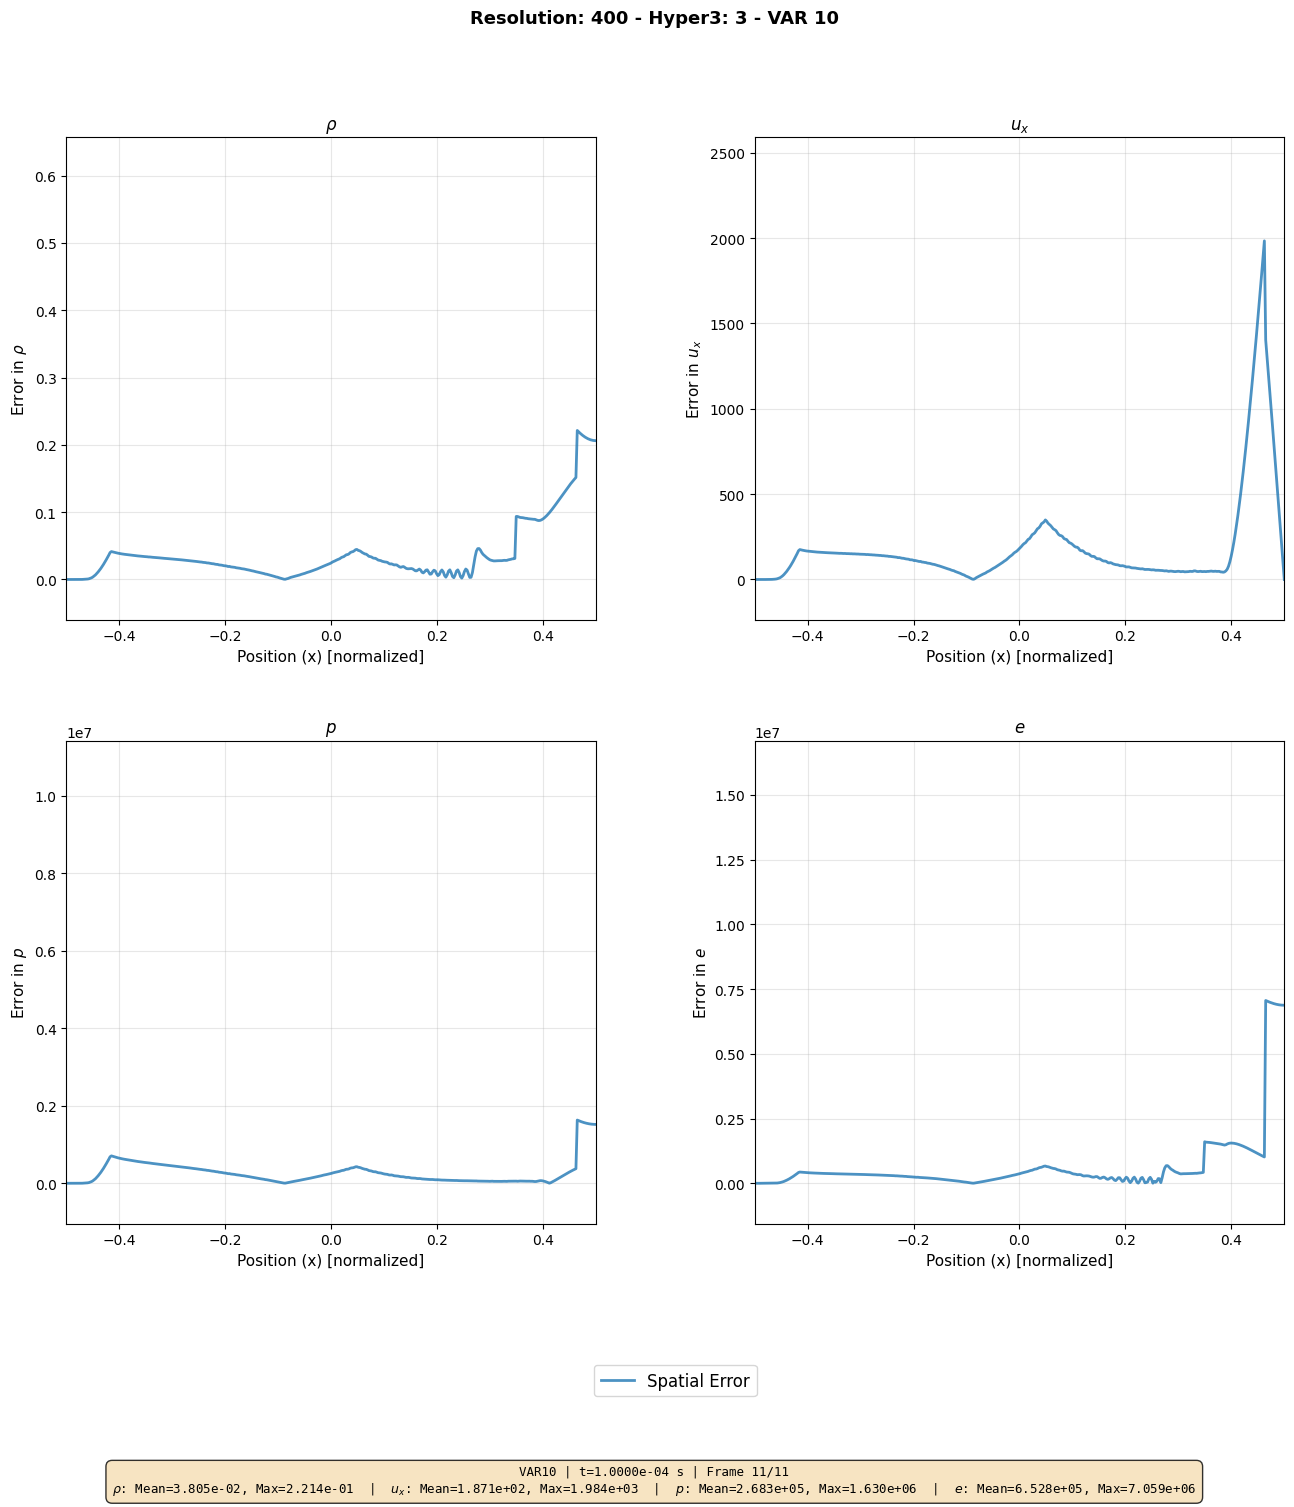 Resolution: 400 - Hyper3: 3 - VAR 10
ρ
0.6
0.5
0.4
0.3
0.2
0.1
0.0
Error in ρ
−0.4 −0.2 0.0 0.2 0.4
Position (x) [normalized]
uₓ
2500
2000
1500
1000
500
0
Error in uₓ
−0.4 −0.2 0.0 0.2 0.4
Position (x) [normalized]
p
1e7
1.0
0.8
0.6
0.4
0.2
0.0
Error in p
−0.4 −0.2 0.0 0.2 0.4
Position (x) [normalized]
e
1e7
1.50
1.25
1.00
0.75
0.50
0.25
0.00
Error in e
−0.4 −0.2 0.0 0.2 0.4
Position (x) [normalized]
Spatial Error
VAR10 | t=1.0000e-04 s | Frame 11/11
ρ: Mean=3.805e-02, Max=2.214e-01 | uₓ: Mean=1.871e+02, Max=1.984e+03 | p: Mean=2.683e+05, Max=1.630e+06 | e: Mean=6.528e+05, Max=7.059e+06